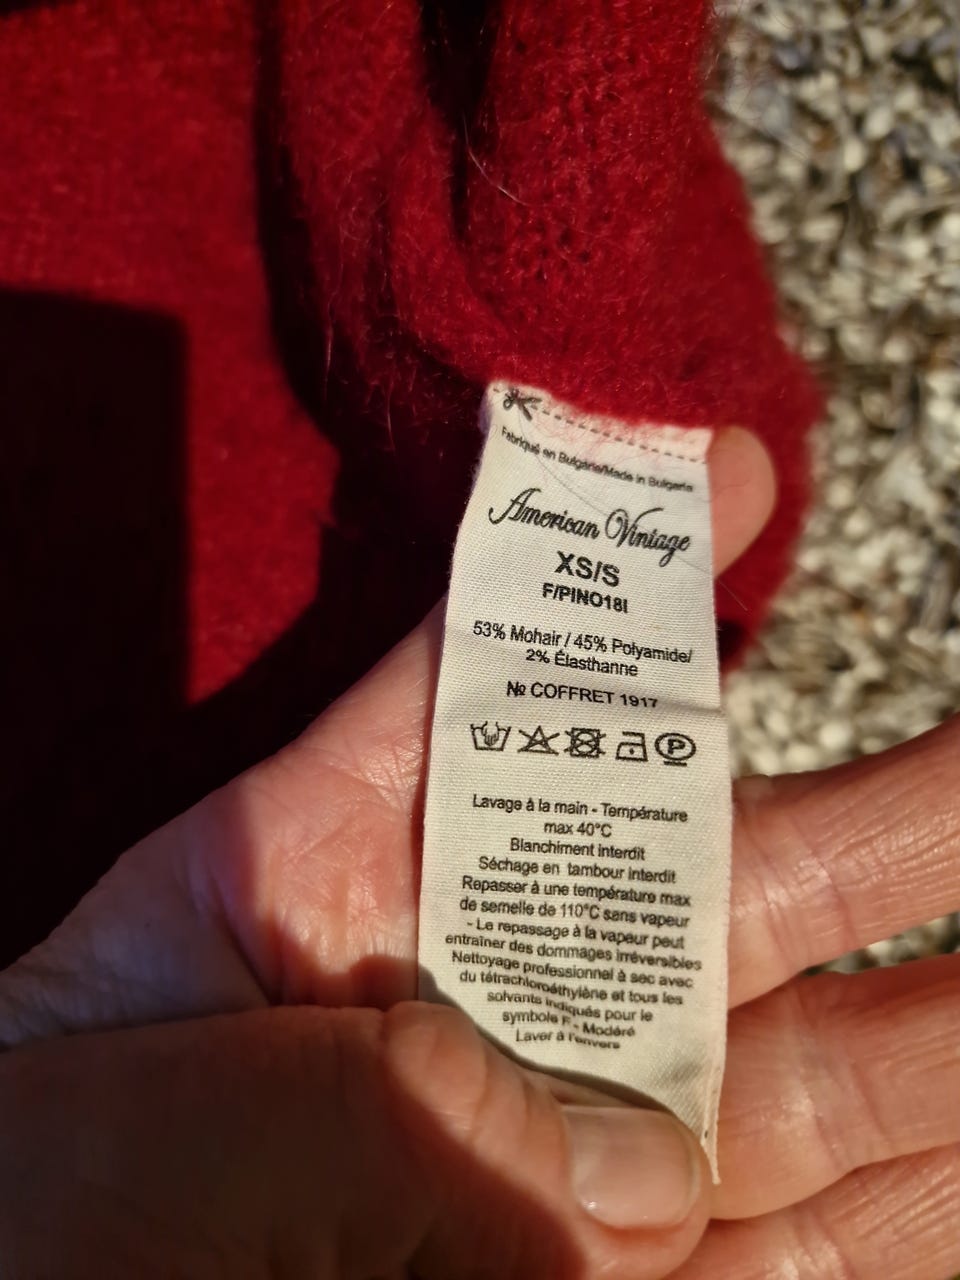 Fabriqué en Bulgarie/Made in Bulgaria
American Vintage
XS/S
F/PINO18I
53% Mohair / 45% Polyamide/
2% Élasthanne
№ COFFRET 1917
P
Lavage à la main - Température
max 40°C
Blanchiment interdit
Séchage en tambour interdit
Repasser à une température max
de semelle de 110°C sans vapeur
- Le repassage à la vapeur peut
entraîner des dommages irréversibles
Nettoyage professionnel à sec avec
du tétrachloroéthylène et tous les
solvants indiqués pour le
symbole F - Modéré
Laver à l'envers